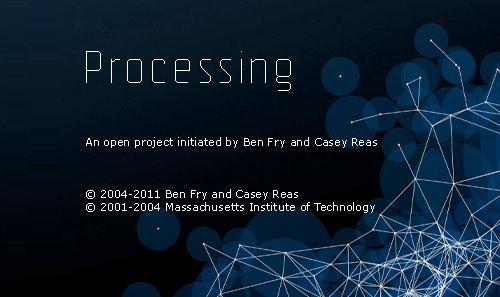 Processing
An open project initiated by Ben Fry and Casey Reas
© 2004-2011 Ben Fry and Casey Reas
© 2001-2004 Massachusetts Institute of Technology